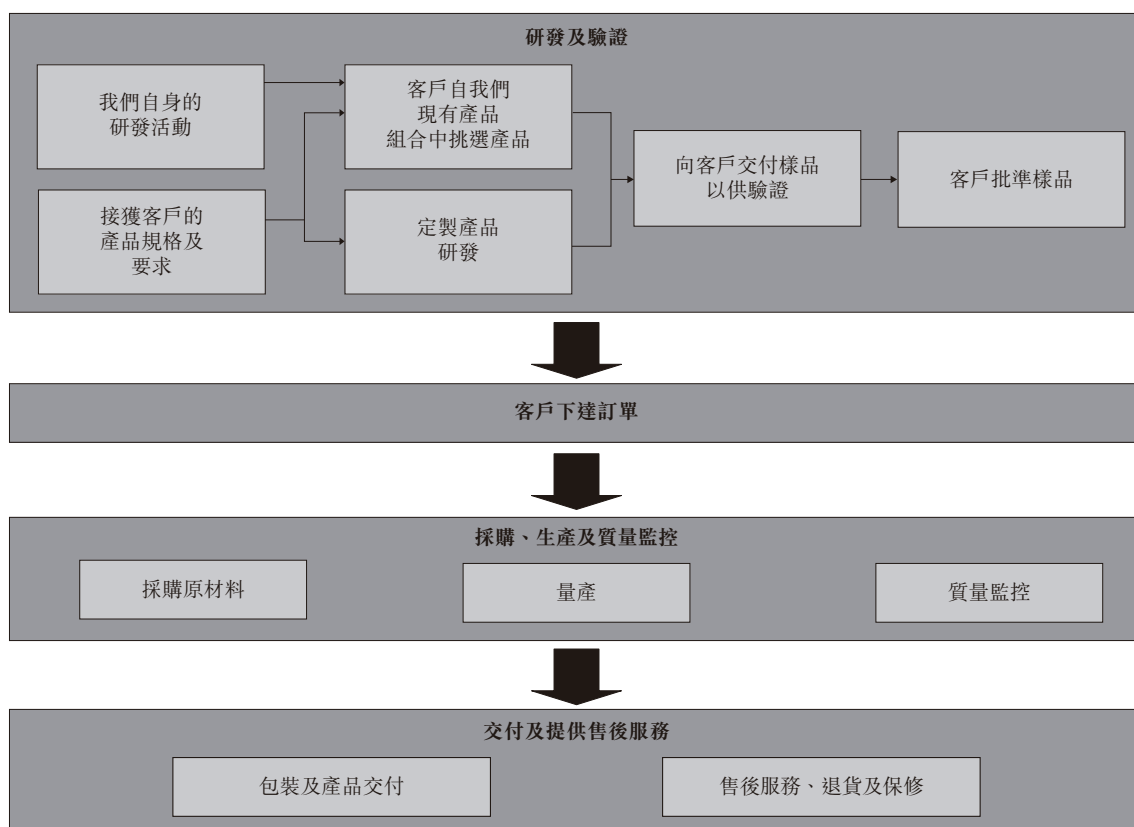 研發及驗證
我們自身的
研發活動
客戶自我們
現有產品
組合中挑選產品
接獲客戶的
產品規格及
要求
定製產品
研發
向客戶交付樣品
以供驗證
客戶批準樣品
客戶下達訂單
採購、生產及質量監控
採購原材料
量產
質量監控
交付及提供售後服務
包裝及產品交付
售後服務、退貨及保修